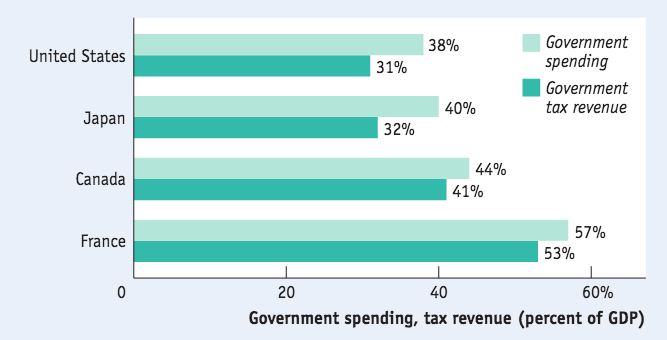 United States
38%
31%
Government
spending
Government
tax revenue
Japan
40%
32%
Canada
44%
41%
France
57%
53%
0 20 40 60%
Government spending, tax revenue (percent of GDP)